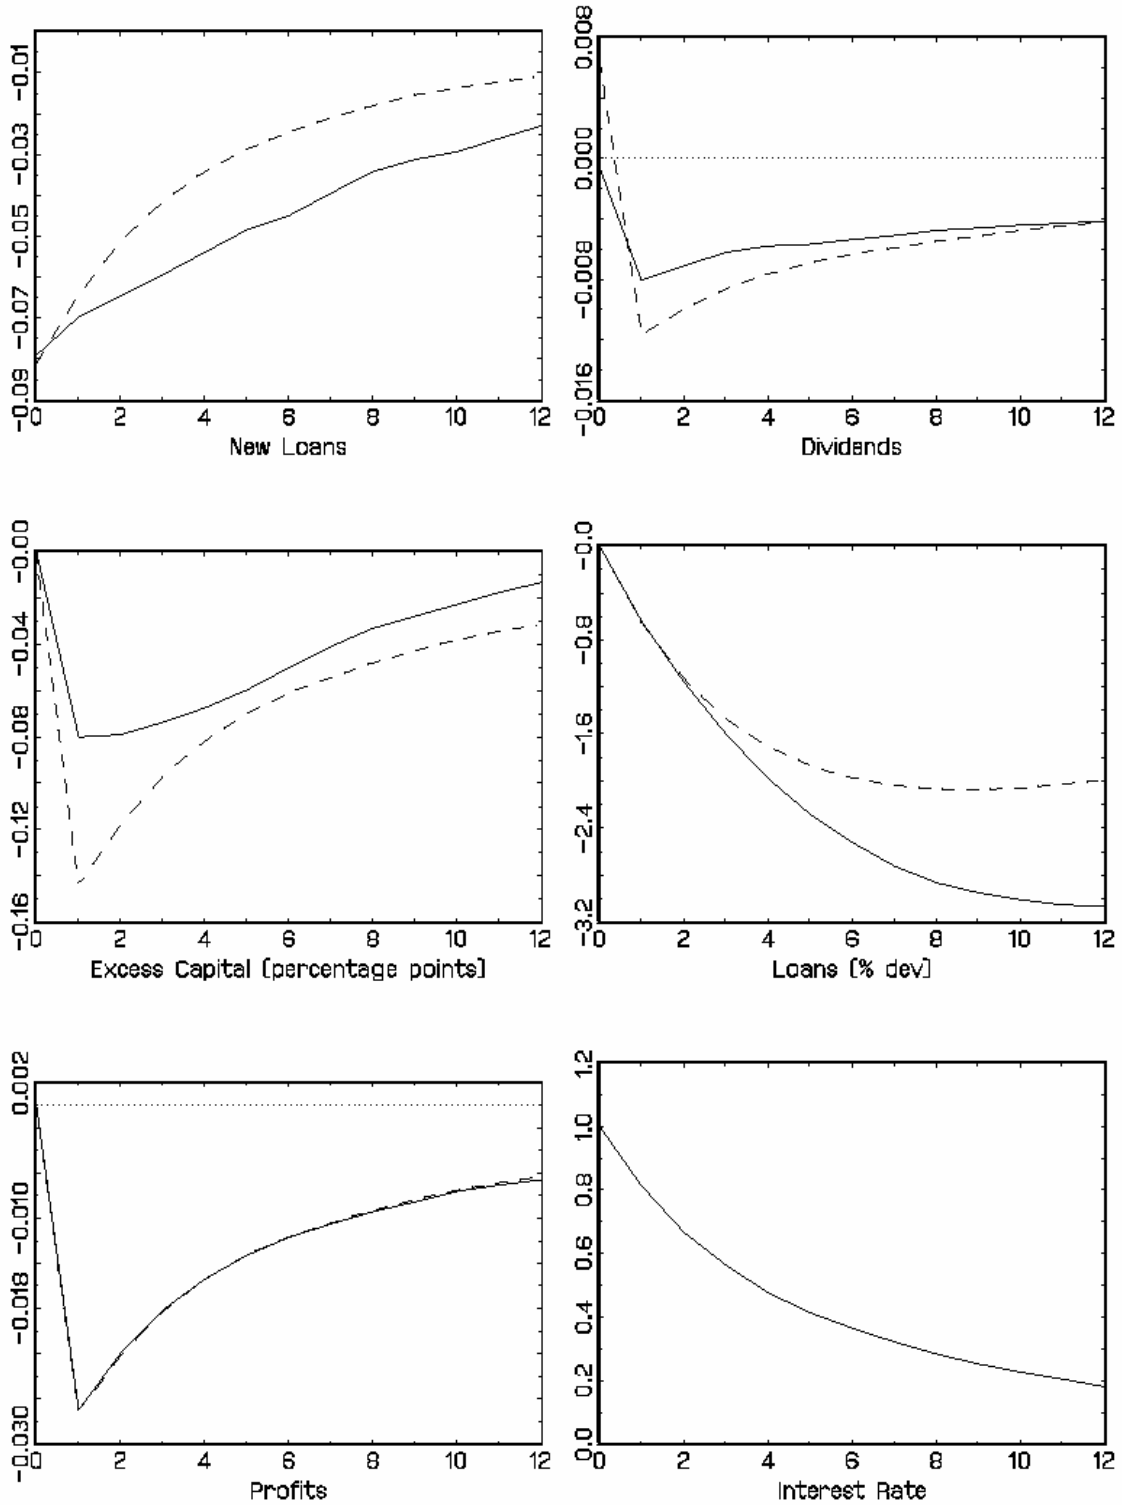 -0.01
-0.03
-0.05
-0.07
-0.09
0 2 4 6 8 10 12
New Loans
0.008
0.000
-0.008
-0.016
0 2 4 6 8 10 12
Dividends
-0.00
-0.04
-0.08
-0.12
-0.16
0 2 4 6 8 10 12
Excess Capital (percentage points)
-0.0
-0.8
-1.6
-2.4
-3.2
0 2 4 6 8 10 12
Loans (% dev)
0.002
-0.010
-0.018
-0.030
0 2 4 6 8 10 12
Profits
1.2
1.0
0.8
0.6
0.4
0.2
0.0
0 2 4 6 8 10 12
Interest Rate